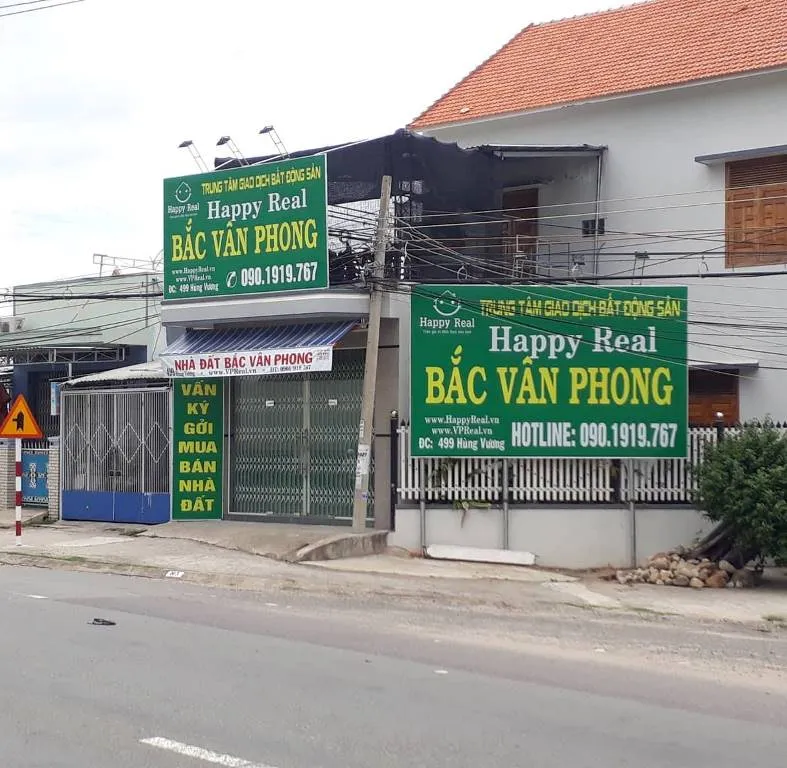 TRUNG TÂM GIAO DỊCH BẤT ĐỘNG SẢN
Happy Real
Happy Real
BẮC VÂN PHONG
www.HappyReal.vn
www.VPReal.vn
090.1919.767
ĐC: 499 Hùng Vương
NHÀ ĐẤT BẮC VÂN PHONG
www.VPReal.vn
VẤN
KÝ
GỞI
MUA
BÁN
NHÀ
ĐẤT
TRUNG TÂM GIAO DỊCH BẤT ĐỘNG SẢN
Happy Real
Happy Real
BẮC VÂN PHONG
www.HappyReal.vn
www.VPReal.vn
ĐC: 499 Hùng Vương
HOTLINE: 090.1919.767